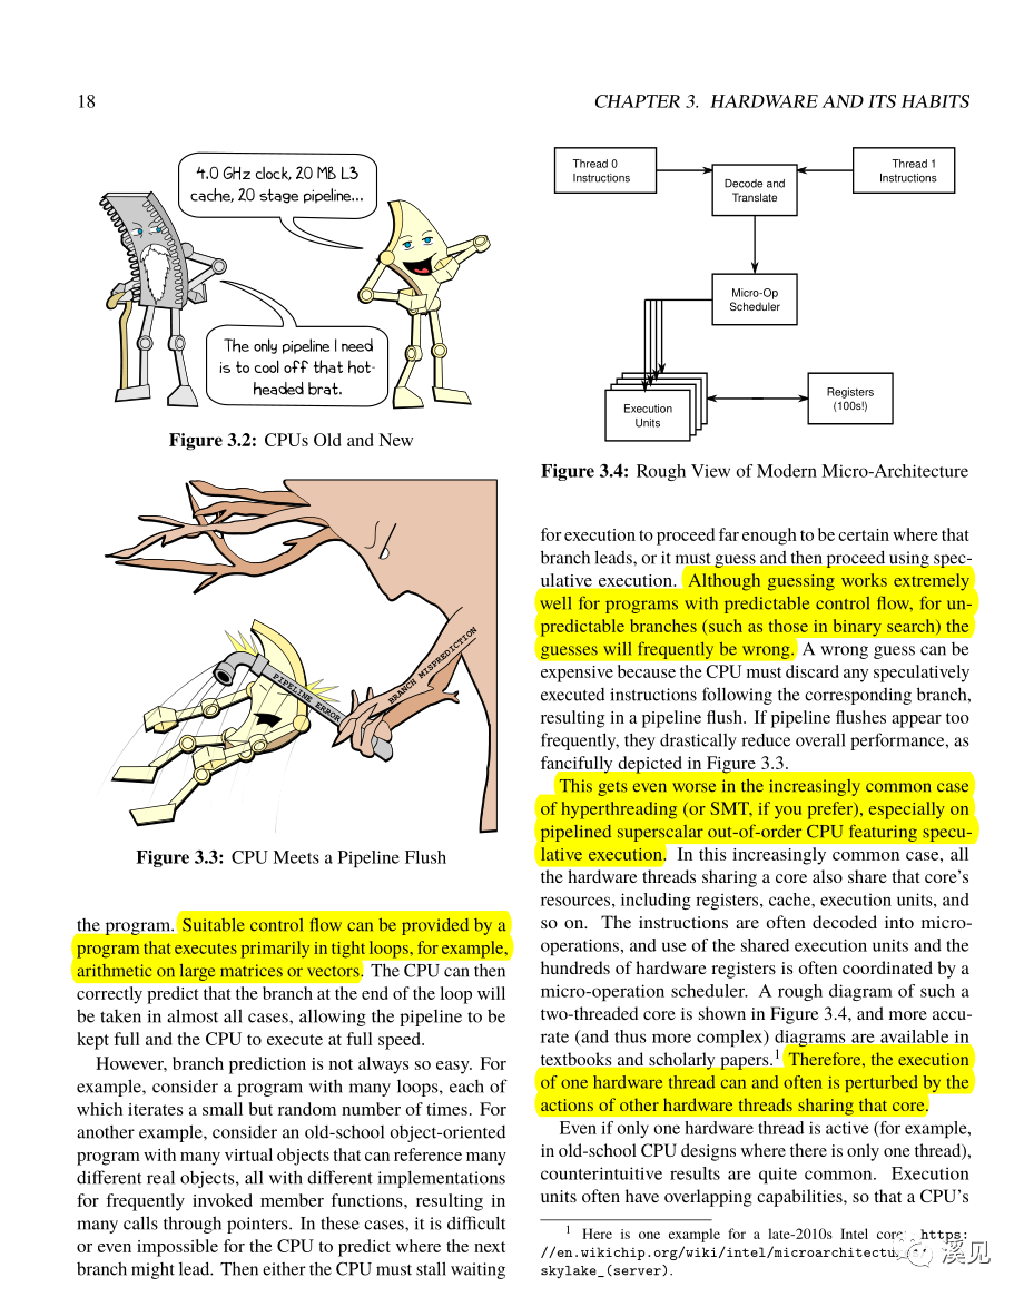 18
CHAPTER 3. HARDWARE AND ITS HABITS
4.0 GHz clock, 20 MB L3
cache, 20 stage pipeline...
The only pipeline I need
is to cool off that hot-
headed brat.
Figure 3.2: CPUs Old and New
PIPELINE ERROR
BRANCH MISPREDICTION
Figure 3.3: CPU Meets a Pipeline Flush
the program. Suitable control flow can be provided by a
program that executes primarily in tight loops, for example,
arithmetic on large matrices or vectors. The CPU can then
correctly predict that the branch at the end of the loop will
be taken in almost all cases, allowing the pipeline to be
kept full and the CPU to execute at full speed.
However, branch prediction is not always so easy. For
example, consider a program with many loops, each of
which iterates a small but random number of times. For
another example, consider an old-school object-oriented
program with many virtual objects that can reference many
different real objects, all with different implementations
for frequently invoked member functions, resulting in
many calls through pointers. In these cases, it is difficult
or even impossible for the CPU to predict where the next
branch might lead. Then either the CPU must stall waiting
Thread 0
Instructions
Decode and
Translate
Thread 1
Instructions
Micro-Op
Scheduler
Execution
Units
Registers
(100s!)
Figure 3.4: Rough View of Modern Micro-Architecture
for execution to proceed far enough to be certain where that
branch leads, or it must guess and then proceed using spec-
ulative execution. Although guessing works extremely
well for programs with predictable control flow, for un-
predictable branches (such as those in binary search) the
guesses will frequently be wrong. A wrong guess can be
expensive because the CPU must discard any speculatively
executed instructions following the corresponding branch,
resulting in a pipeline flush. If pipeline flushes appear too
frequently, they drastically reduce overall performance, as
fancifully depicted in Figure 3.3.
This gets even worse in the increasingly common case
of hyperthreading (or SMT, if you prefer), especially on
pipelined superscalar out-of-order CPU featuring specu-
lative execution. In this increasingly common case, all
the hardware threads sharing a core also share that core's
resources, including registers, cache, execution units, and
so on. The instructions are often decoded into micro-
operations, and use of the shared execution units and the
hundreds of hardware registers is often coordinated by a
micro-operation scheduler. A rough diagram of such a
two-threaded core is shown in Figure 3.4, and more accu-
rate (and thus more complex) diagrams are available in
textbooks and scholarly papers.1 Therefore, the execution
of one hardware thread can and often is perturbed by the
actions of other hardware threads sharing that core.
Even if only one hardware thread is active (for example,
in old-school CPU designs where there is only one thread),
counterintuitive results are quite common. Execution
units often have overlapping capabilities, so that a CPU's
1 Here is one example for a late-2010s Intel core: https:
//en.wikichip.org/wiki/intel/microarchitectures/
skylake_(server).
溪见